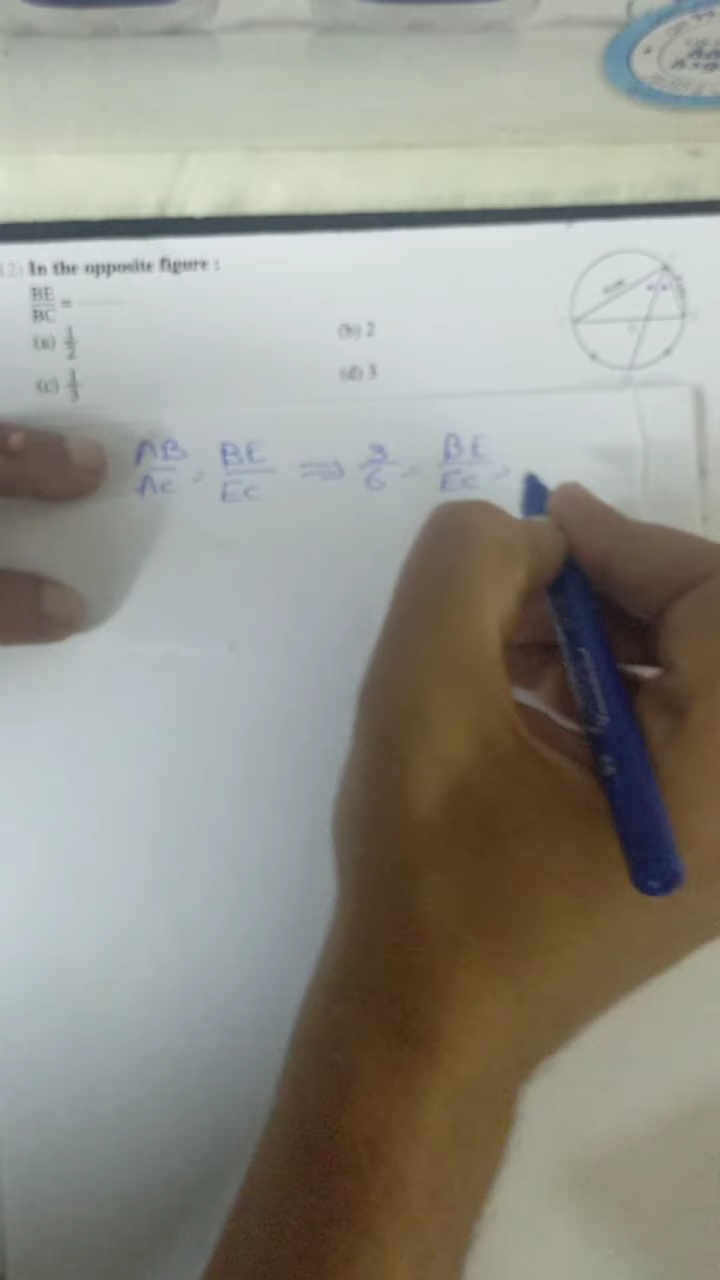 12) In the opposite figure :
BE/BC = ........
(a) 1/2 (b) 2
(c) 1/3 (d) 3
AB/AC = BE/EC ⟹ 3/6 = BE/EC =